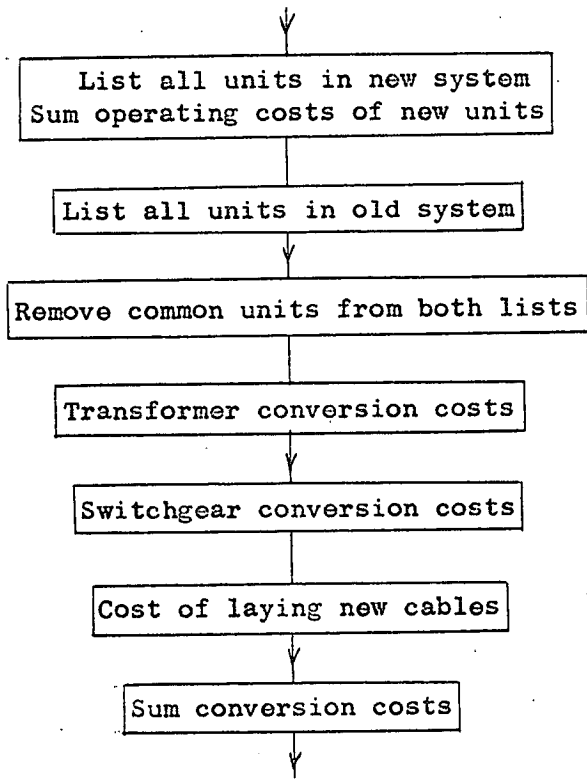 List all units in new system
Sum operating costs of new units
List all units in old system
Remove common units from both lists
Transformer conversion costs
Switchgear conversion costs
Cost of laying new cables
Sum conversion costs